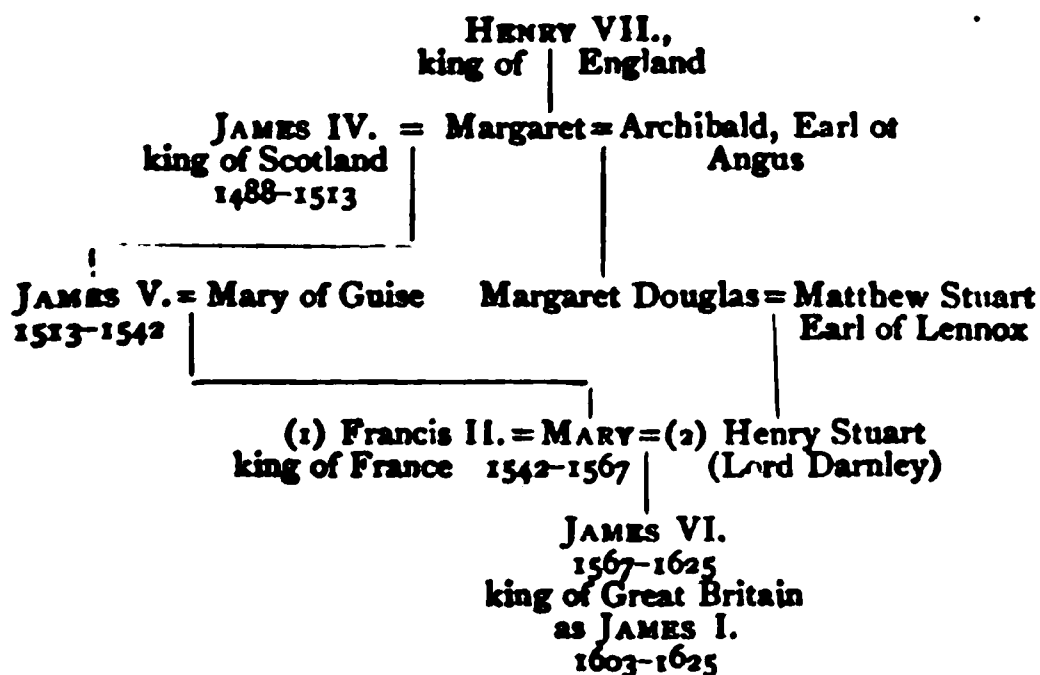 HENRY VII.,
king of England
JAMES IV. = Margaret = Archibald, Earl of
king of Scotland Angus
1488–1513
JAMES V. = Mary of Guise Margaret Douglas = Matthew Stuart
1513–1542 Earl of Lennox
(1) Francis II. = MARY = (2) Henry Stuart
king of France 1542–1567 (Lord Darnley)
JAMES VI.
1567–1625
king of Great Britain
as JAMES I.
1603–1625